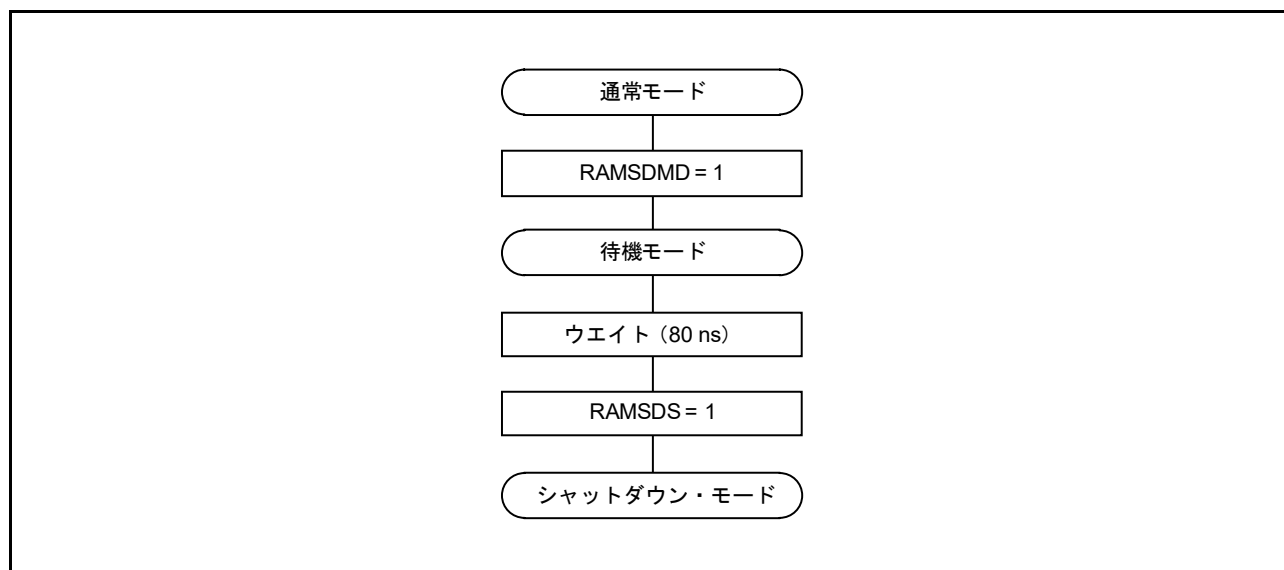 通常モード
RAMSDMD = 1
待機モード
ウエイト（80 ns）
RAMSDS = 1
シャットダウン・モード